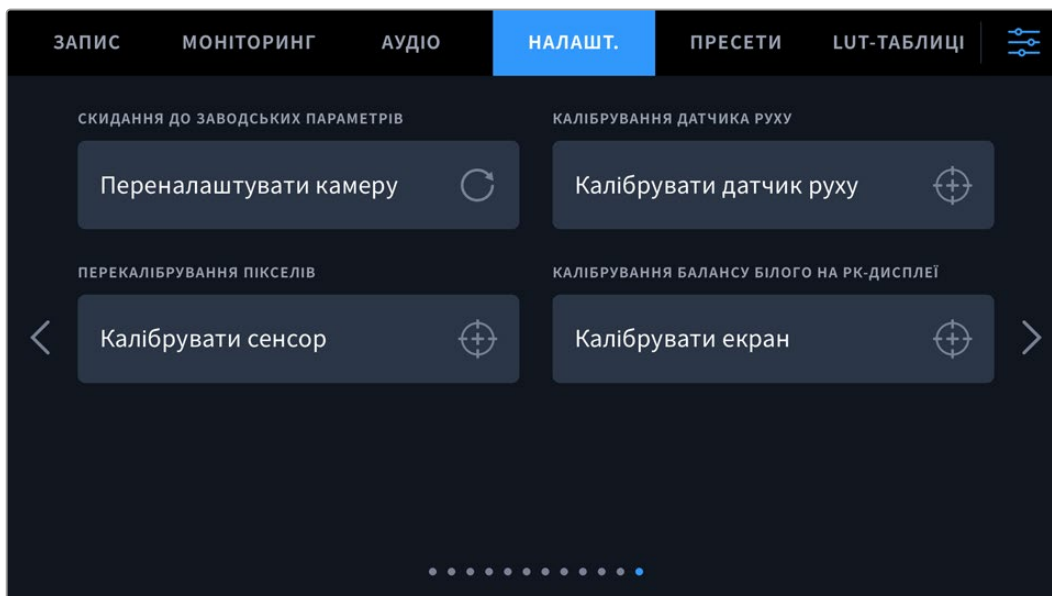 ЗАПИС МОНІТОРИНГ АУДІО НАЛАШТ. ПРЕСЕТИ LUT-ТАБЛИЦІ
СКИДАННЯ ДО ЗАВОДСЬКИХ ПАРАМЕТРІВ
Переналаштувати камеру
КАЛІБРУВАННЯ ДАТЧИКА РУХУ
Калібрувати датчик руху
ПЕРЕКАЛІБРУВАННЯ ПІКСЕЛІВ
Калібрувати сенсор
КАЛІБРУВАННЯ БАЛАНСУ БІЛОГО НА РК-ДИСПЛЕЇ
Калібрувати екран